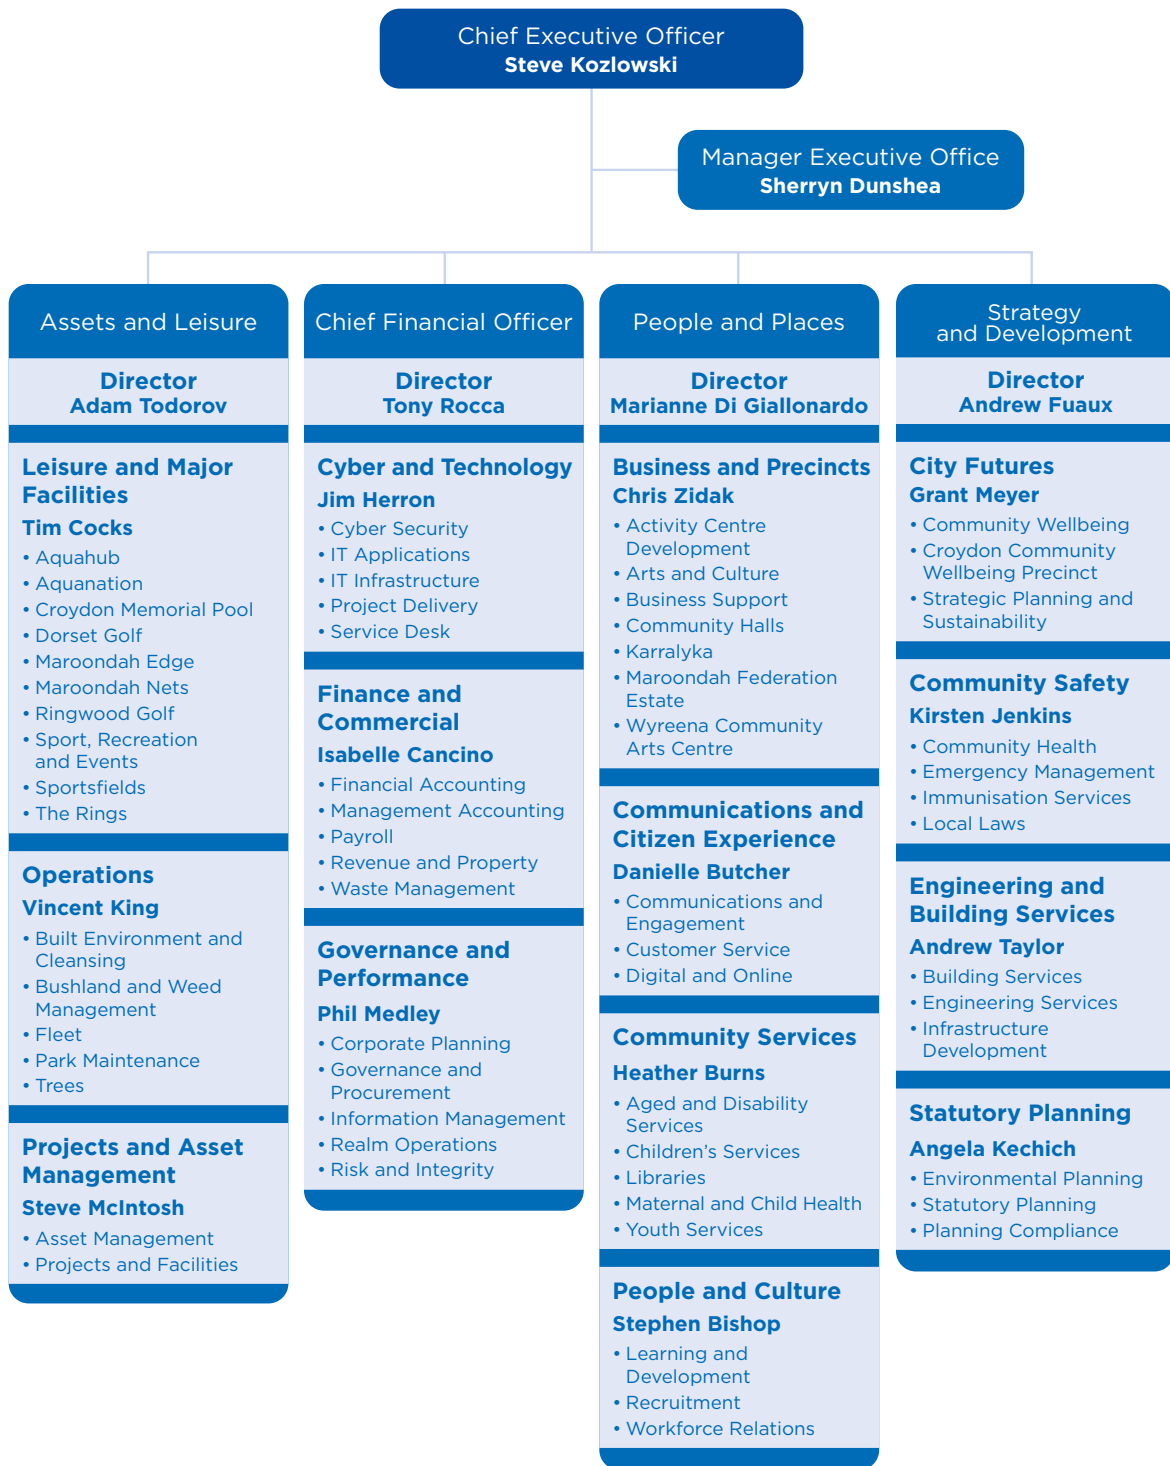 Chief Executive Officer
Steve Kozlowski
Manager Executive Office
Sherryn Dunshea
Assets and Leisure
Director
Adam Todorov
Leisure and Major
Facilities
Tim Cocks
• Aquahub
• Aquanation
• Croydon Memorial Pool
• Dorset Golf
• Maroondah Edge
• Maroondah Nets
• Ringwood Golf
• Sport, Recreation
and Events
• Sportsfields
• The Rings
Operations
Vincent King
• Built Environment and
Cleansing
• Bushland and Weed
Management
• Fleet
• Park Maintenance
• Trees
Projects and Asset
Management
Steve McIntosh
• Asset Management
• Projects and Facilities
Chief Financial Officer
Director
Tony Rocca
Cyber and Technology
Jim Herron
• Cyber Security
• IT Applications
• IT Infrastructure
• Project Delivery
• Service Desk
Finance and
Commercial
Isabelle Cancino
• Financial Accounting
• Management Accounting
• Payroll
• Revenue and Property
• Waste Management
Governance and
Performance
Phil Medley
• Corporate Planning
• Governance and
Procurement
• Information Management
• Realm Operations
• Risk and Integrity
People and Places
Director
Marianne Di Giallonardo
Business and Precincts
Chris Zidak
• Activity Centre
Development
• Arts and Culture
• Business Support
• Community Halls
• Karralyka
• Maroondah Federation
Estate
• Wyreena Community
Arts Centre
Communications and
Citizen Experience
Danielle Butcher
• Communications and
Engagement
• Customer Service
• Digital and Online
Community Services
Heather Burns
• Aged and Disability
Services
• Children’s Services
• Libraries
• Maternal and Child Health
• Youth Services
People and Culture
Stephen Bishop
• Learning and
Development
• Recruitment
• Workforce Relations
Strategy
and Development
Director
Andrew Fuaux
City Futures
Grant Meyer
• Community Wellbeing
• Croydon Community
Wellbeing Precinct
• Strategic Planning and
Sustainability
Community Safety
Kirsten Jenkins
• Community Health
• Emergency Management
• Immunisation Services
• Local Laws
Engineering and
Building Services
Andrew Taylor
• Building Services
• Engineering Services
• Infrastructure
Development
Statutory Planning
Angela Kechich
• Environmental Planning
• Statutory Planning
• Planning Compliance